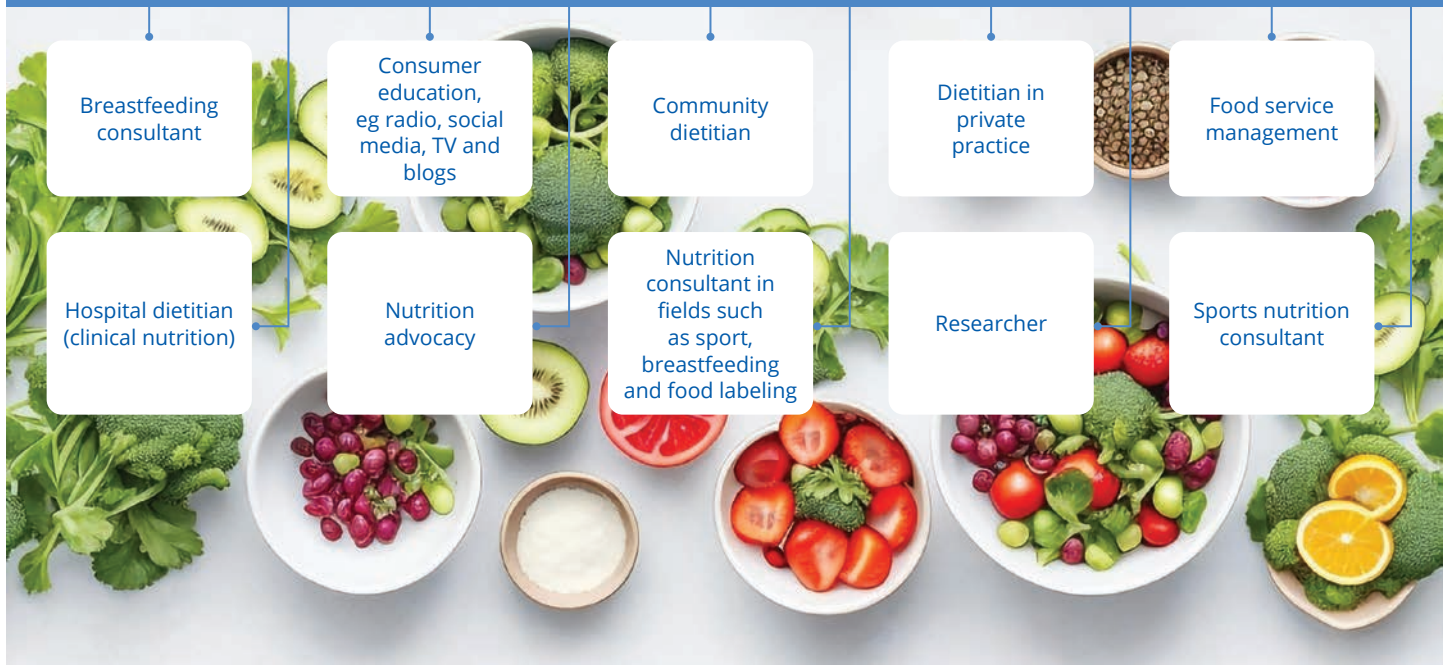 Breastfeeding
consultant
Consumer
education,
eg radio, social
media, TV and
blogs
Community
dietitian
Dietitian in
private
practice
Food service
management
Hospital dietitian
(clinical nutrition)
Nutrition
advocacy
Nutrition
consultant in
fields such
as sport,
breastfeeding
and food labeling
Researcher
Sports nutrition
consultant